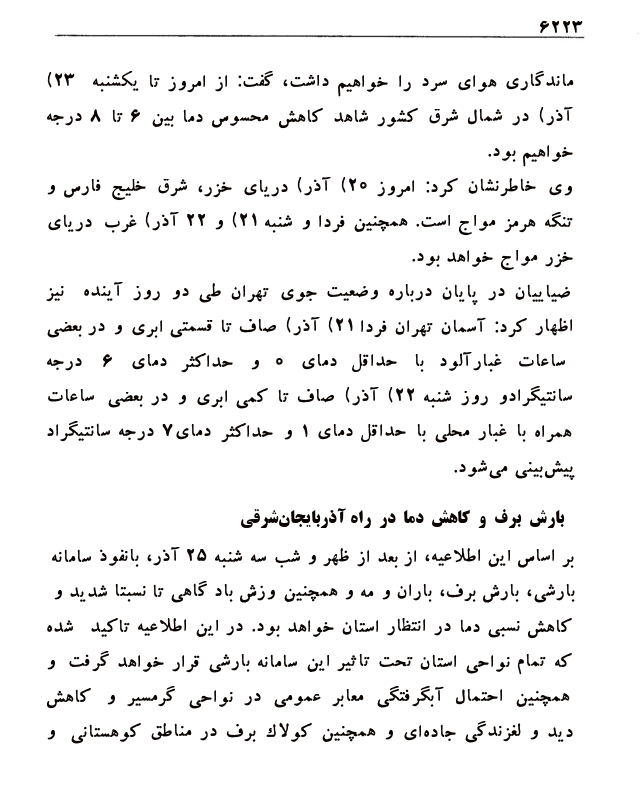 ۶۲۲۳
ماندگاری هوای سرد را خواهیم داشت، گفت: از امروز تا یکشنبه ۲۳)
آذر) در شمال شرق کشور شاهد کاهش محسوس دما بین ۶ تا ۸ درجه
خواهیم بود.
وی خاطرنشان کرد: امروز ۲۰) آذر) دریای خزر، شرق خلیج فارس و
تنگه هرمز مواج است. همچنین فردا و شنبه ۲۱) و ۲۲ آذر) غرب دریای
خزر مواج خواهد بود.
ضیاییان در پایان درباره وضعیت جوی تهران طی دو روز آینده نیز
اظهار کرد: آسمان تهران فردا ۲۱) آذر) صاف تا قسمتی ابری و در بعضی
ساعات غبارآلود با حداقل دمای ۰ و حداکثر دمای ۶ درجه
سانتیگرادو روز شنبه ۲۲) آذر) صاف تا کمی ابری و در بعضی ساعات
همراه با غبار محلی با حداقل دمای ۱ و حداکثر دمای ۷ درجه سانتیگراد
پیش‌بینی می‌شود.
بارش برف و کاهش دما در راه آذربایجان‌شرقی
بر اساس این اطلاعیه، از بعد از ظهر و شب سه شنبه ۲۵ آذر، بانفوذ سامانه
بارشی، بارش برف، باران و مه و همچنین وزش باد گاهی تا نسبتا شدید و
کاهش نسبی دما در انتظار استان خواهد بود. در این اطلاعیه تاکید شده
که تمام نواحی استان تحت تاثیر این سامانه بارشی قرار خواهد گرفت و
همچنین احتمال آبگرفتگی معابر عمومی در نواحی گرمسیر و کاهش
دید و لغزندگی جاده‌ای و همچنین کولاك برف در مناطق کوهستانی و